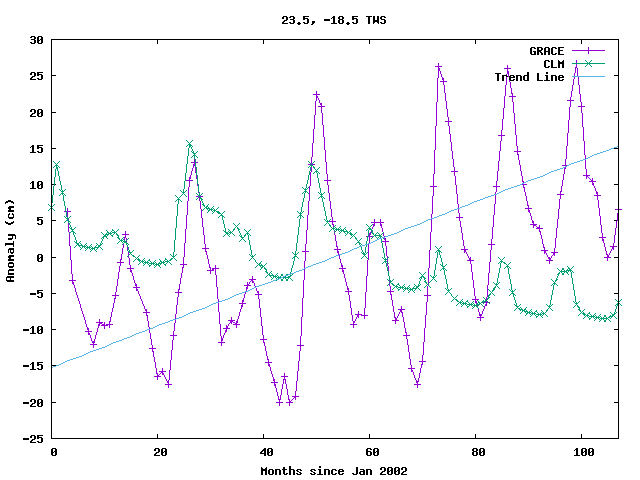 23.5, -18.5 TWS
GRACE
CLM
Trend Line
30
25
20
15
10
5
0
-5
-10
-15
-20
-25
Anomaly (cm)
0 20 40 60 80 100
Months since Jan 2002